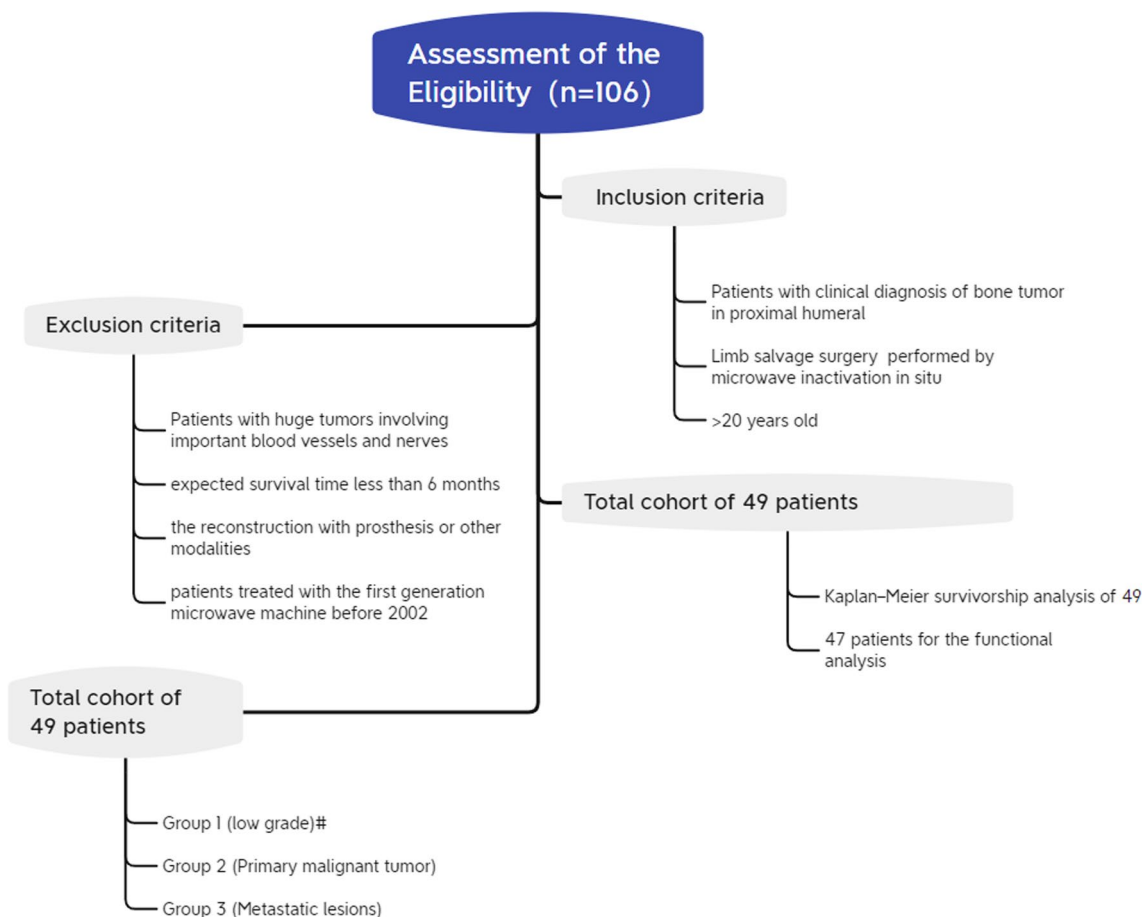 Assessment of the
Eligibility (n=106)
Inclusion criteria
Patients with clinical diagnosis of bone tumor
in proximal humeral
Limb salvage surgery performed by
microwave inactivation in situ
>20 years old
Exclusion criteria
Patients with huge tumors involving
important blood vessels and nerves
expected survival time less than 6 months
the reconstruction with prosthesis or other
modalities
patients treated with the first generation
microwave machine before 2002
Total cohort of 49 patients
Kaplan–Meier survivorship analysis of 49
47 patients for the functional
analysis
Total cohort of
49 patients
Group 1 (low grade)#
Group 2 (Primary malignant tumor)
Group 3 (Metastatic lesions)